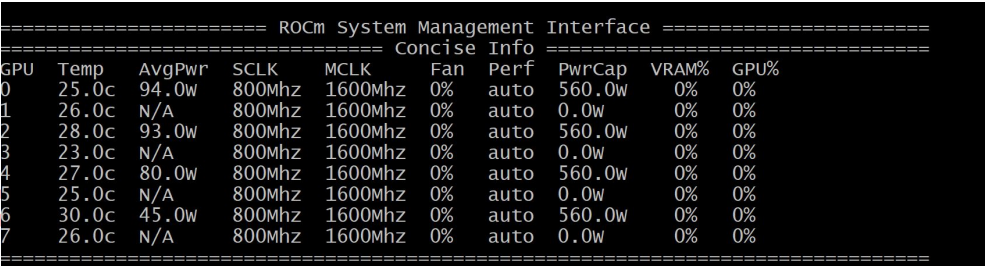 ======================= ROCm System Management Interface =======================
================================= Concise Info =================================
GPU  Temp   AvgPwr  SCLK    MCLK     Fan  Perf  PwrCap  VRAM%  GPU%
0    25.0c  94.0W   800Mhz  1600Mhz  0%   auto  560.0W    0%   0%
1    26.0c  N/A     800Mhz  1600Mhz  0%   auto  0.0W      0%   0%
2    28.0c  93.0W   800Mhz  1600Mhz  0%   auto  560.0W    0%   0%
3    23.0c  N/A     800Mhz  1600Mhz  0%   auto  0.0W      0%   0%
4    27.0c  80.0W   800Mhz  1600Mhz  0%   auto  560.0W    0%   0%
5    25.0c  N/A     800Mhz  1600Mhz  0%   auto  0.0W      0%   0%
6    30.0c  45.0W   800Mhz  1600Mhz  0%   auto  560.0W    0%   0%
7    26.0c  N/A     800Mhz  1600Mhz  0%   auto  0.0W      0%   0%
================================================================================